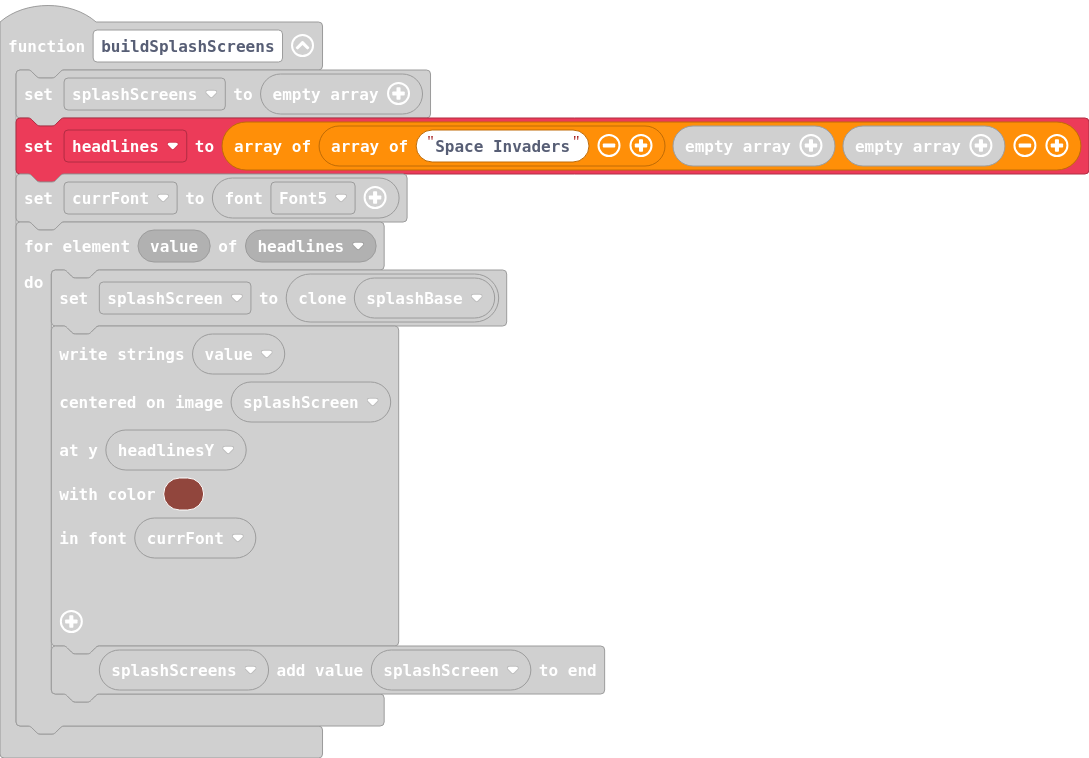 function buildSplashScreens
set splashScreens to empty array
set headlines to array of array of "Space Invaders" empty array empty array
set currFont to font Font5
for element value of headlines
do
set splashScreen to clone splashBase
write strings value
centered on image splashScreen
at y headlinesY
with color
in font currFont
splashScreens add value splashScreen to end